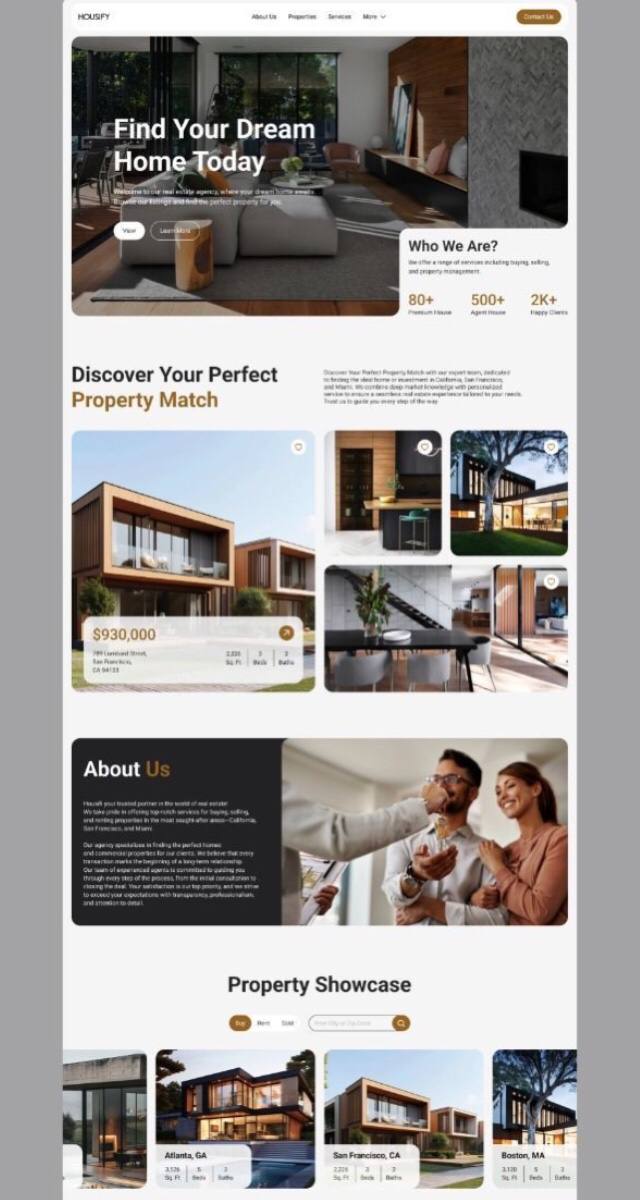 HOUSIFY
About Us
Properties
Services
More
Contact Us
Find Your Dream
Home Today
Welcome to our real estate agency, where your dream home awaits.
Browse our listings and find the perfect property for you.
View
Learn More
Who We Are?
We offer a range of services including buying, selling,
and property management.
80+
500+
2K+
Premium House
Agent House
Happy Clients
Discover Your Perfect
Property Match
Discover Your Perfect Property Match with our expert team, dedicated
to finding the ideal home or investment in California, San Francisco,
and Miami. We combine deep market knowledge with personalized
service to ensure a seamless real estate experience tailored to your needs.
Trust us to guide you every step of the way
$930,000
789 Lombard Street,
San Francisco,
CA 94133
2,226
3
2
Sq. Ft
Beds
Baths
About Us
Housifi your trusted partner in the world of real estate!
We take pride in offering top-notch services for buying, selling,
and renting properties in the most sought-after areas—California,
San Francisco, and Miami.
Our agency specializes in finding the perfect homes
and commercial properties for our clients. We believe that every
transaction marks the beginning of a long-term relationship.
Our team of experienced agents is committed to guiding you
through every step of the process, from the initial consultation to
closing the deal. Your satisfaction is our top priority, and we strive
to exceed your expectations with transparency, professionalism,
and attention to detail.
Property Showcase
Buy
Rent
Sold
Enter City or Zip Code
Atlanta, GA
3,526
5
3
Sq. Ft
Beds
Baths
San Francisco, CA
2,226
3
2
Sq. Ft
Beds
Baths
Boston, MA
3,120
5
3
Sq. Ft
Beds
Baths